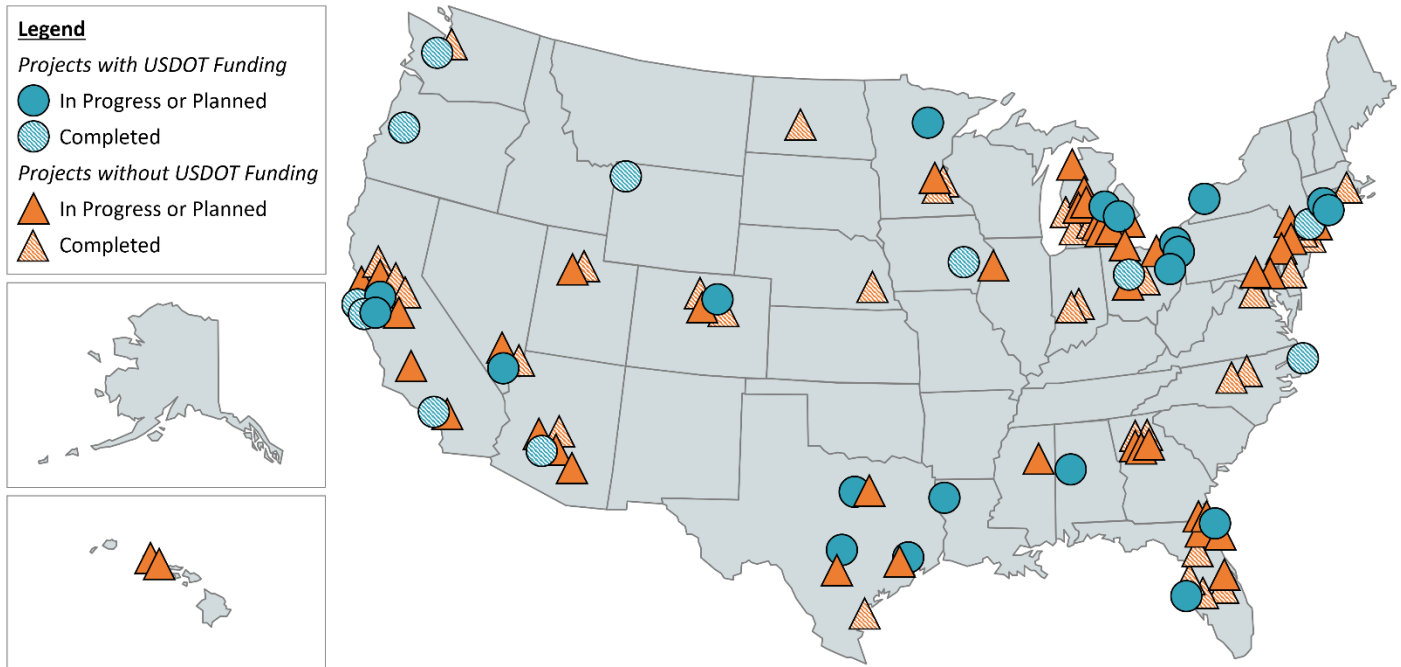 Legend
Projects with USDOT Funding
In Progress or Planned
Completed
Projects without USDOT Funding
In Progress or Planned
Completed